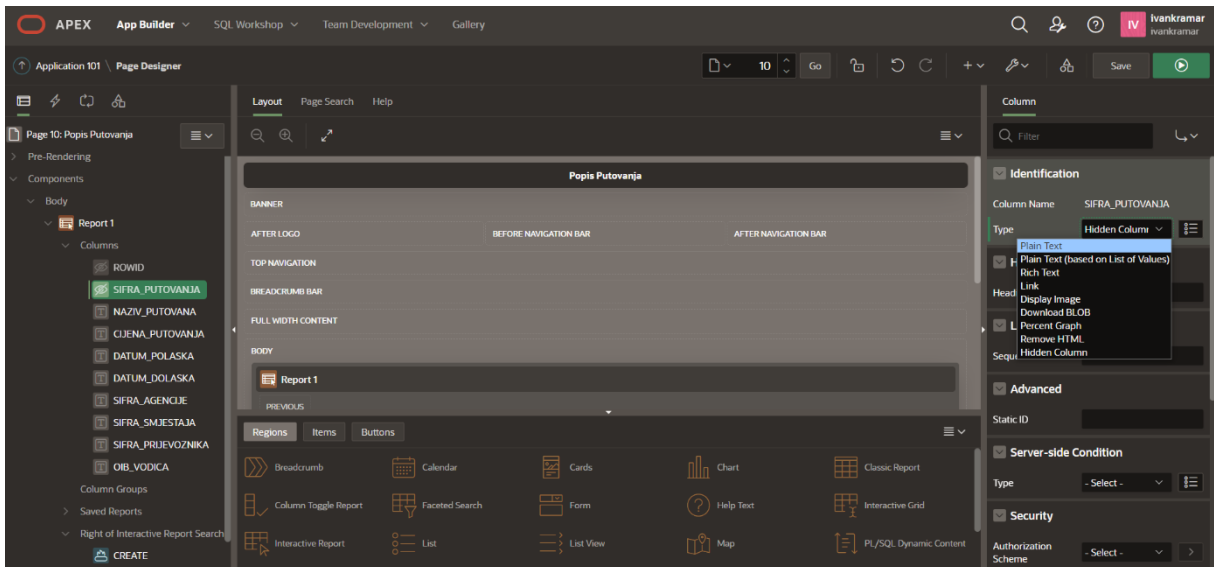 APEX App Builder SQL Workshop Team Development Gallery IV ivankramar
ivankramar
Application 101 \ Page Designer 10 Go Save
Layout Page Search Help
Column
Page 10: Popis Putovanja
Pre-Rendering
Components
Body
Report 1
Columns
ROWID
SIFRA_PUTOVANJA
NAZIV_PUTOVANA
CIJENA_PUTOVANJA
DATUM_POLASKA
DATUM_DOLASKA
SIFRA_AGENCIJE
SIFRA_SMJESTAJA
SIFRA_PRIJEVOZNIKA
OIB_VODICA
Column Groups
Saved Reports
Right of Interactive Report Search
CREATE
Popis Putovanja
BANNER
AFTER LOGO BEFORE NAVIGATION BAR AFTER NAVIGATION BAR
TOP NAVIGATION
BREADCRUMB BAR
FULL WIDTH CONTENT
BODY
Report 1
PREVIOUS
Regions Items Buttons
Breadcrumb Calendar Cards Chart Classic Report
Column Toggle Report Faceted Search Form Help Text Interactive Grid
Interactive Report List List View Map PL/SQL Dynamic Content
Filter
Identification
Column Name SIFRA_PUTOVANJA
Type Hidden Column
Plain Text
Plain Text (based on List of Values)
Rich Text
Link
Display Image
Download BLOB
Percent Graph
Remove HTML
Hidden Column
Advanced
Static ID
Server-side Condition
Type - Select -
Security
Authorization
Scheme - Select -